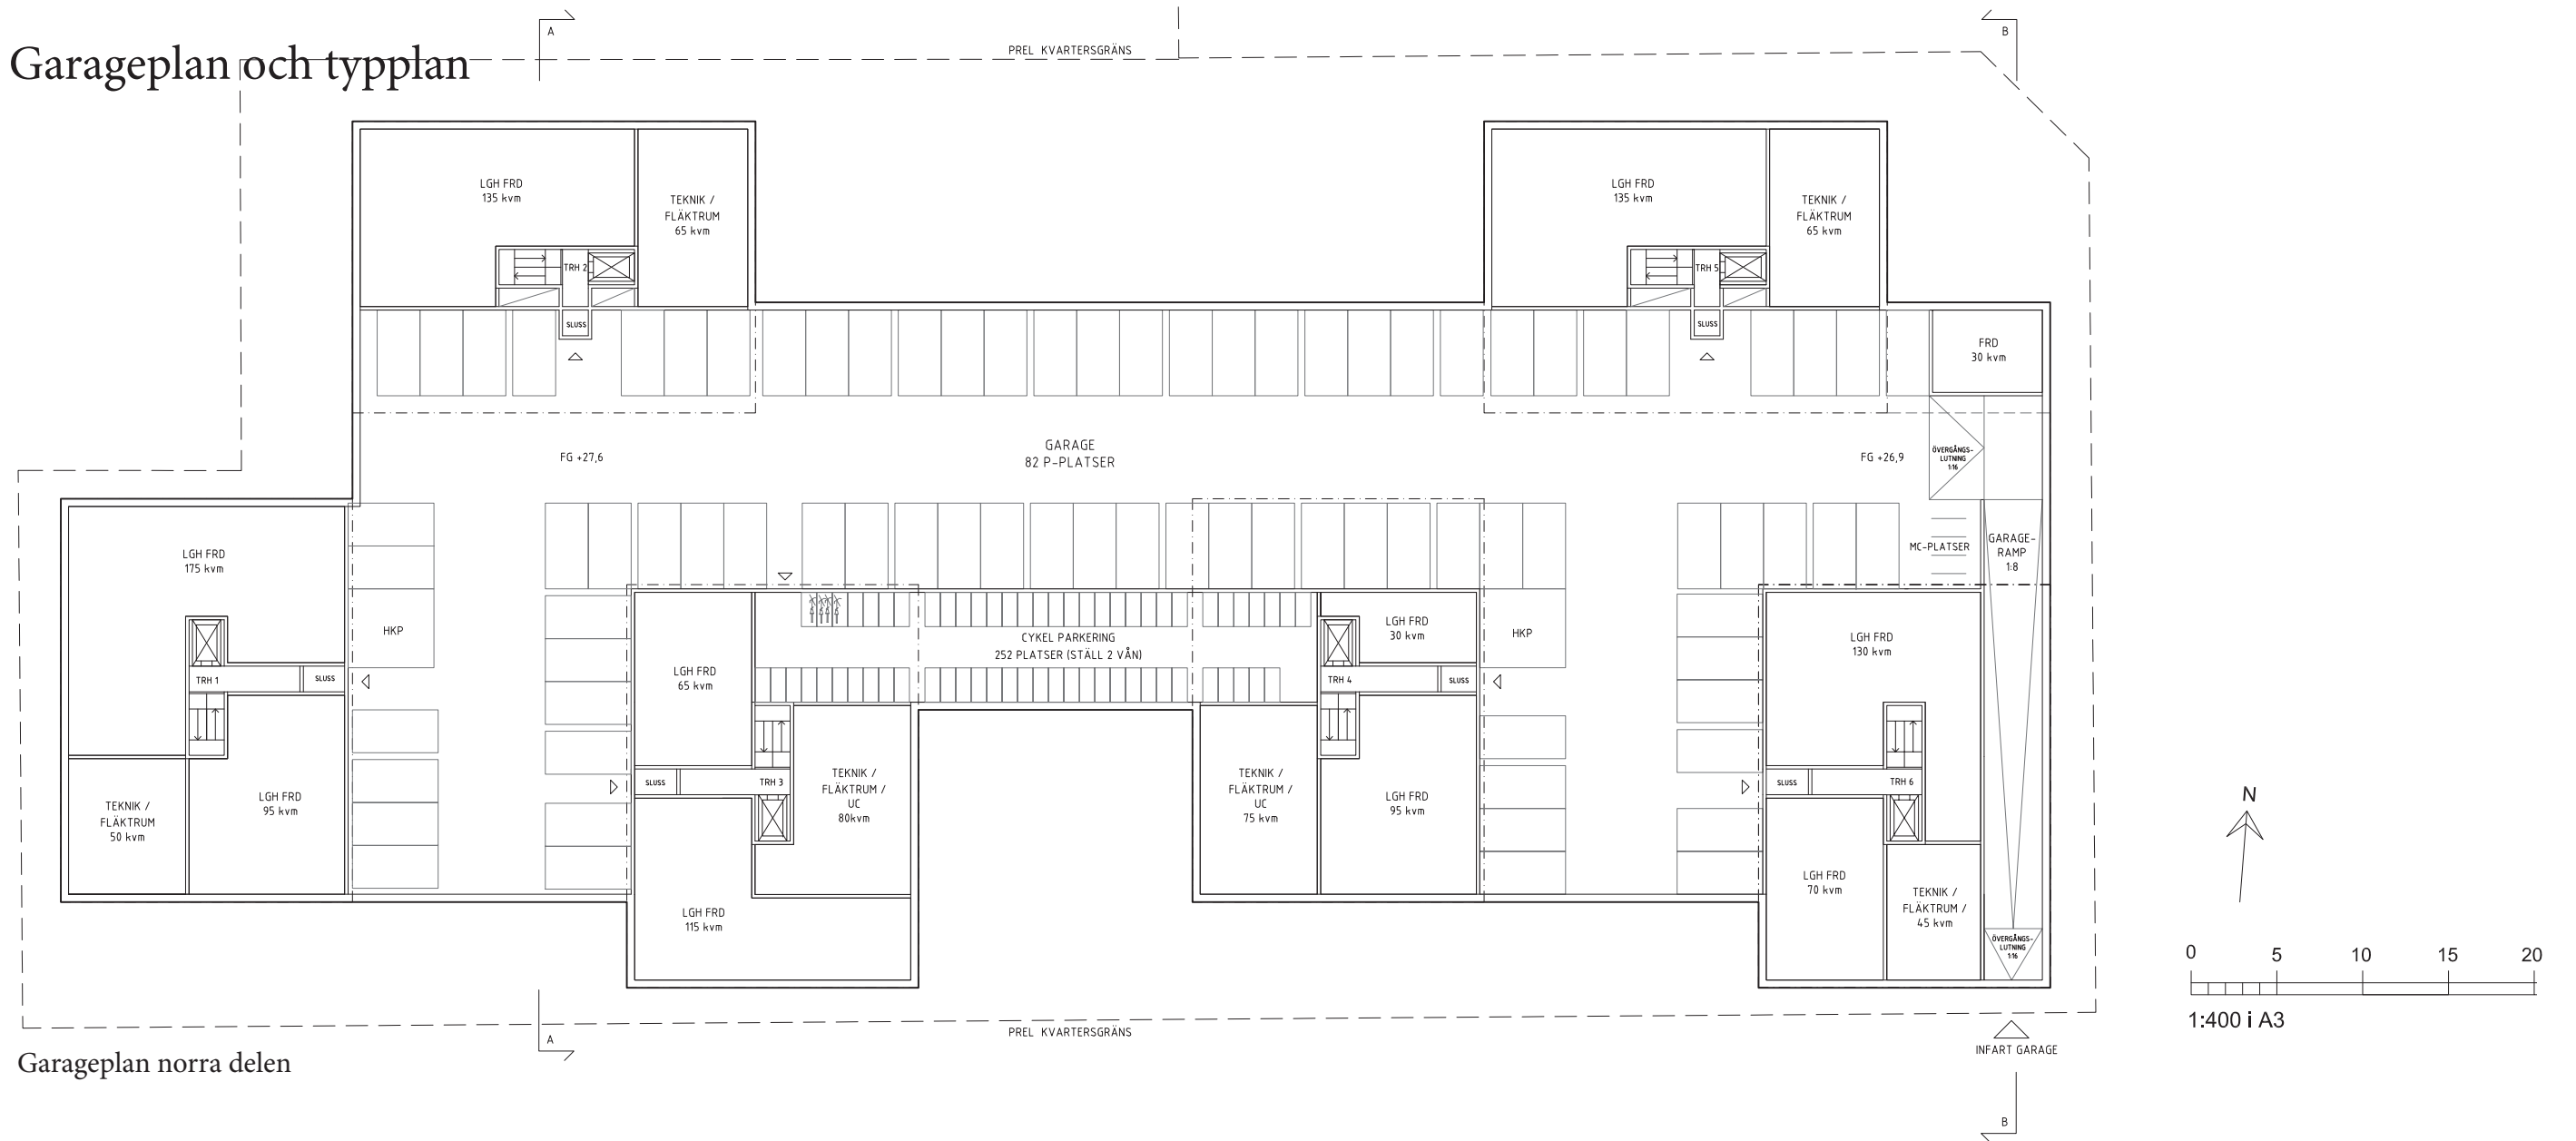 A
B
PREL KVARTERSGRÄNS
Garageplan och typplan
LGH FRD
135 kvm
TEKNIK /
FLÄKTRUM
65 kvm
TRH 2
SLUSS
LGH FRD
135 kvm
TEKNIK /
FLÄKTRUM
65 kvm
TRH 5
SLUSS
FRD
30 kvm
FG +27,6
GARAGE
82 P-PLATSER
FG +26,9
ÖVERGÅNGS-
LUTNING
1:16
LGH FRD
175 kvm
HKP
TRH 1
SLUSS
TEKNIK /
FLÄKTRUM
50 kvm
LGH FRD
95 kvm
LGH FRD
65 kvm
CYKEL PARKERING
252 PLATSER (STÄLL 2 VÅN)
SLUSS
TRH 3
TEKNIK /
FLÄKTRUM /
UC
80kvm
LGH FRD
115 kvm
LGH FRD
30 kvm
TRH 4
SLUSS
TEKNIK /
FLÄKTRUM /
UC
75 kvm
LGH FRD
95 kvm
HKP
MC-PLATSER
GARAGE-
RAMP
1:8
LGH FRD
130 kvm
SLUSS
TRH 6
LGH FRD
70 kvm
TEKNIK /
FLÄKTRUM /
45 kvm
ÖVERGÅNGS-
LUTNING
1:16
N
0 5 10 15 20
1:400 i A3
PREL KVARTERSGRÄNS
A
INFART GARAGE
Garageplan norra delen
B